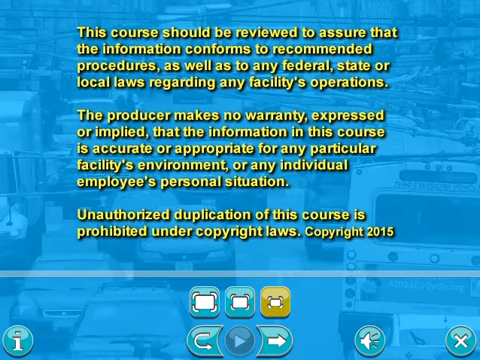 This course should be reviewed to assure that
the information conforms to recommended
procedures, as well as to any federal, state or
local laws regarding any facility's operations.
The producer makes no warranty, expressed
or implied, that the information in this course
is accurate or appropriate for any particular
facility's environment, or any individual
employee's personal situation.
Unauthorized duplication of this course is
prohibited under copyright laws. Copyright 2015